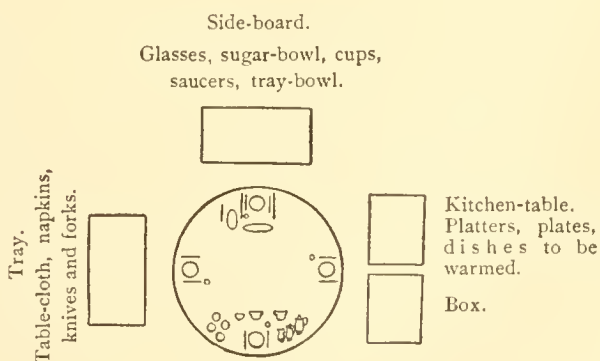 Side-board.
Glasses, sugar-bowl, cups,
saucers, tray-bowl.
Tray.
Table-cloth, napkins,
knives and forks.
Kitchen-table.
Platters, plates,
dishes to be
warmed.
Box.